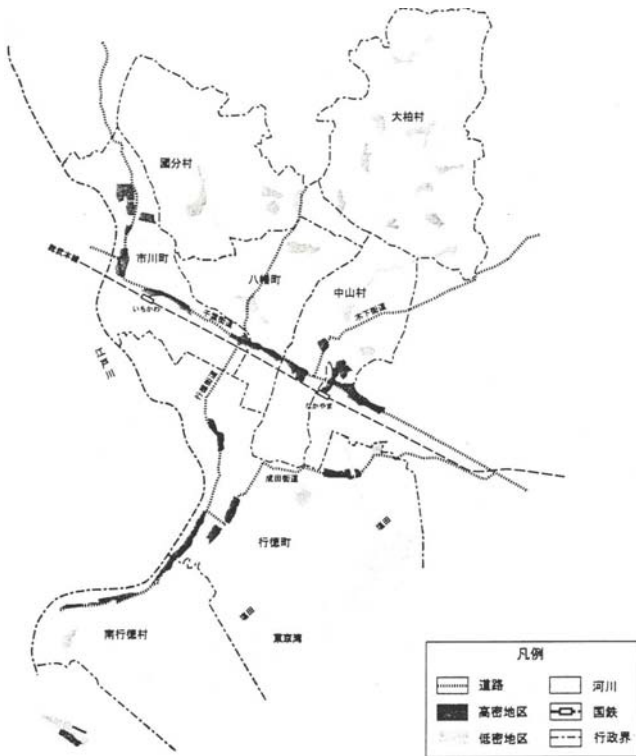 大柏村
國分村
市川町
八幡町
中山村
総武本線
千葉街道
木下街道
いちかわ
江戸川
行徳街道
なかやま
成田街道
行徳町
塩田
塩田
東京湾
南行徳村
凡例
道路
河川
高密地区
国鉄
低密地区
行政界